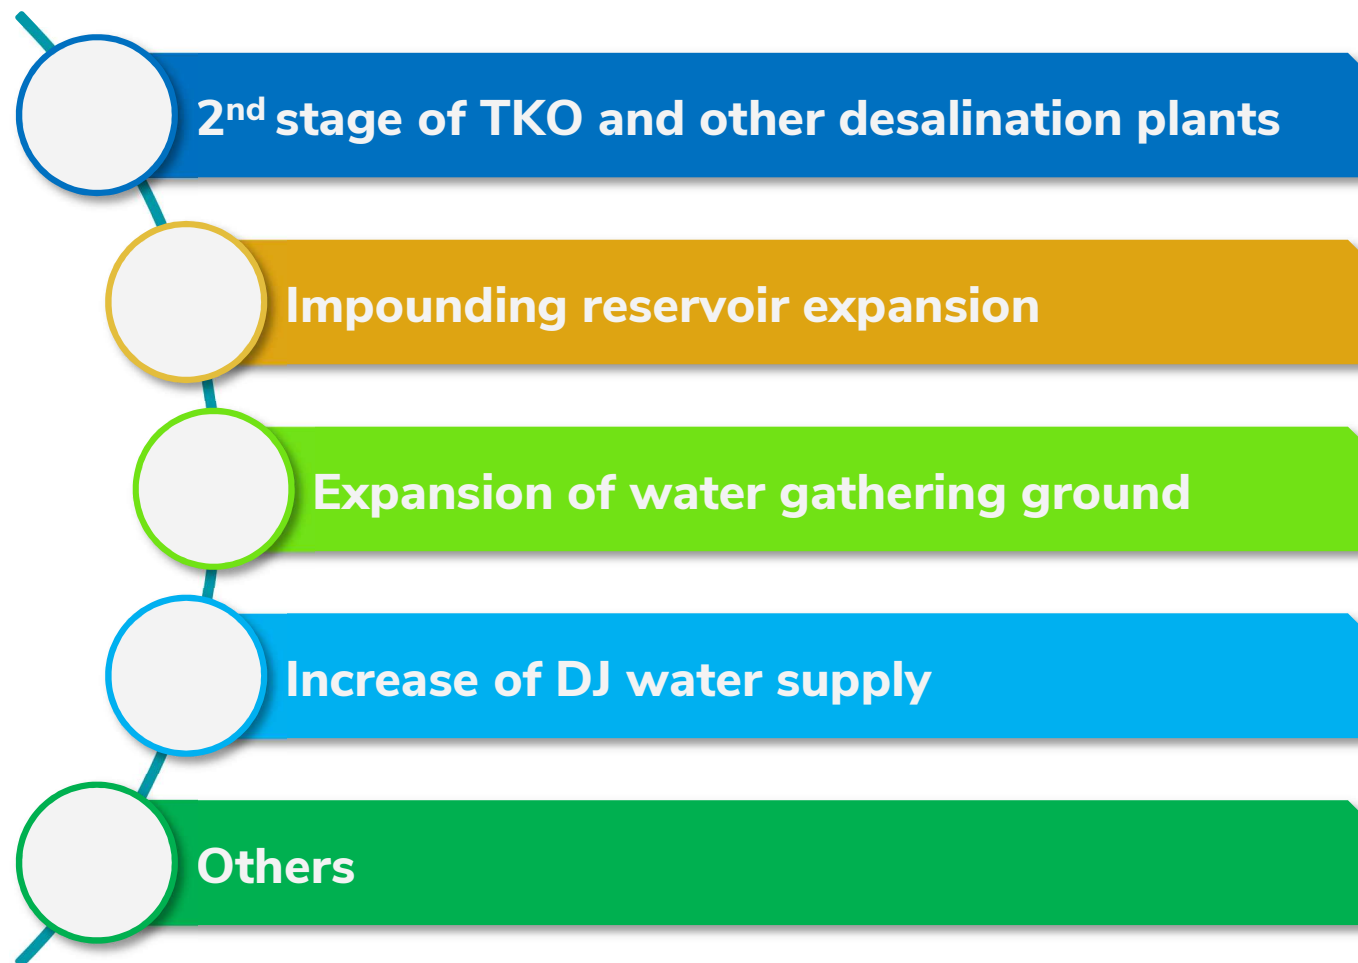 2nd stage of TKO and other desalination plants
Impounding reservoir expansion
Expansion of water gathering ground
Increase of DJ water supply
Others